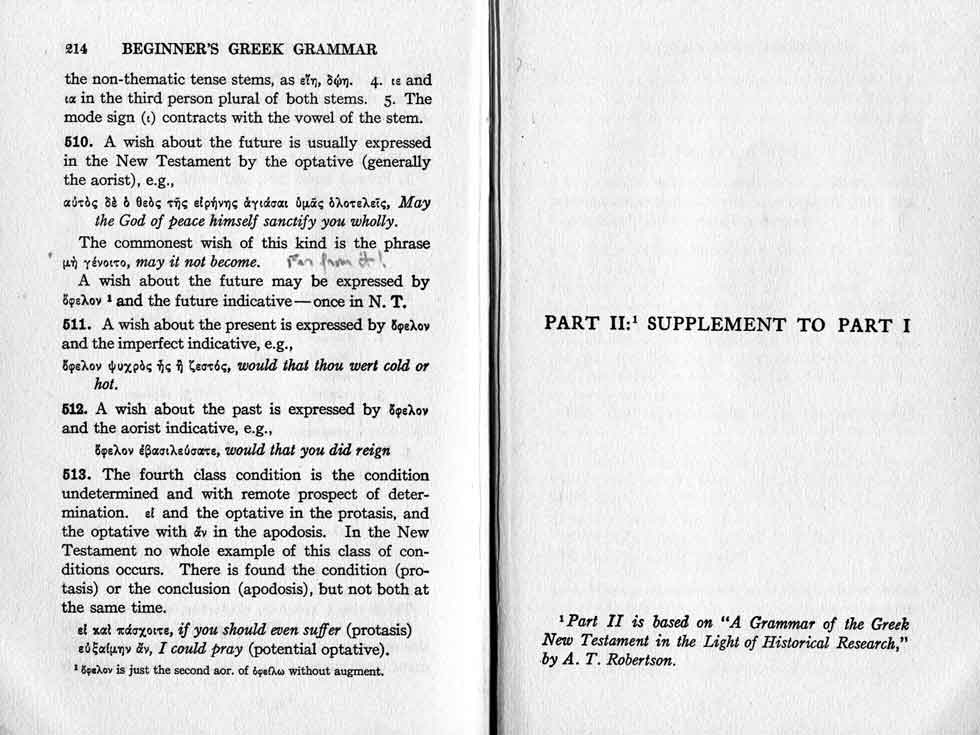 214 BEGINNER'S GREEK GRAMMAR
the non-thematic tense stems, as εἴη, δῴη. 4. ιε and
ια in the third person plural of both stems. 5. The
mode sign (ι) contracts with the vowel of the stem.
510. A wish about the future is usually expressed
in the New Testament by the optative (generally
the aorist), e.g.,
αὐτὸς δὲ ὁ θεὸς τῆς εἰρήνης ἁγιάσαι ὑμᾶς ὁλοτελεῖς, May
the God of peace himself sanctify you wholly.
The commonest wish of this kind is the phrase
μὴ γένοιτο, may it not become. Far from it!
A wish about the future may be expressed by
ὄφελον ¹ and the future indicative—once in N. T.
511. A wish about the present is expressed by ὄφελον
and the imperfect indicative, e.g.,
ὄφελον ψυχρὸς ἦς ἢ ζεστός, would that thou wert cold or
hot.
512. A wish about the past is expressed by ὄφελον
and the aorist indicative, e.g.,
ὄφελον ἐβασιλεύσατε, would that you did reign
513. The fourth class condition is the condition
undetermined and with remote prospect of deter-
mination. εἰ and the optative in the protasis, and
the optative with ἄν in the apodosis. In the New
Testament no whole example of this class of con-
ditions occurs. There is found the condition (pro-
tasis) or the conclusion (apodosis), but not both at
the same time.
εἰ καὶ πάσχοιτε, if you should even suffer (protasis)
εὐξαίμην ἄν, I could pray (potential optative).
¹ ὄφελον is just the second aor. of ὀφείλω without augment.
PART II:¹ SUPPLEMENT TO PART I
¹Part II is based on "A Grammar of the Greek
New Testament in the Light of Historical Research,"
by A. T. Robertson.